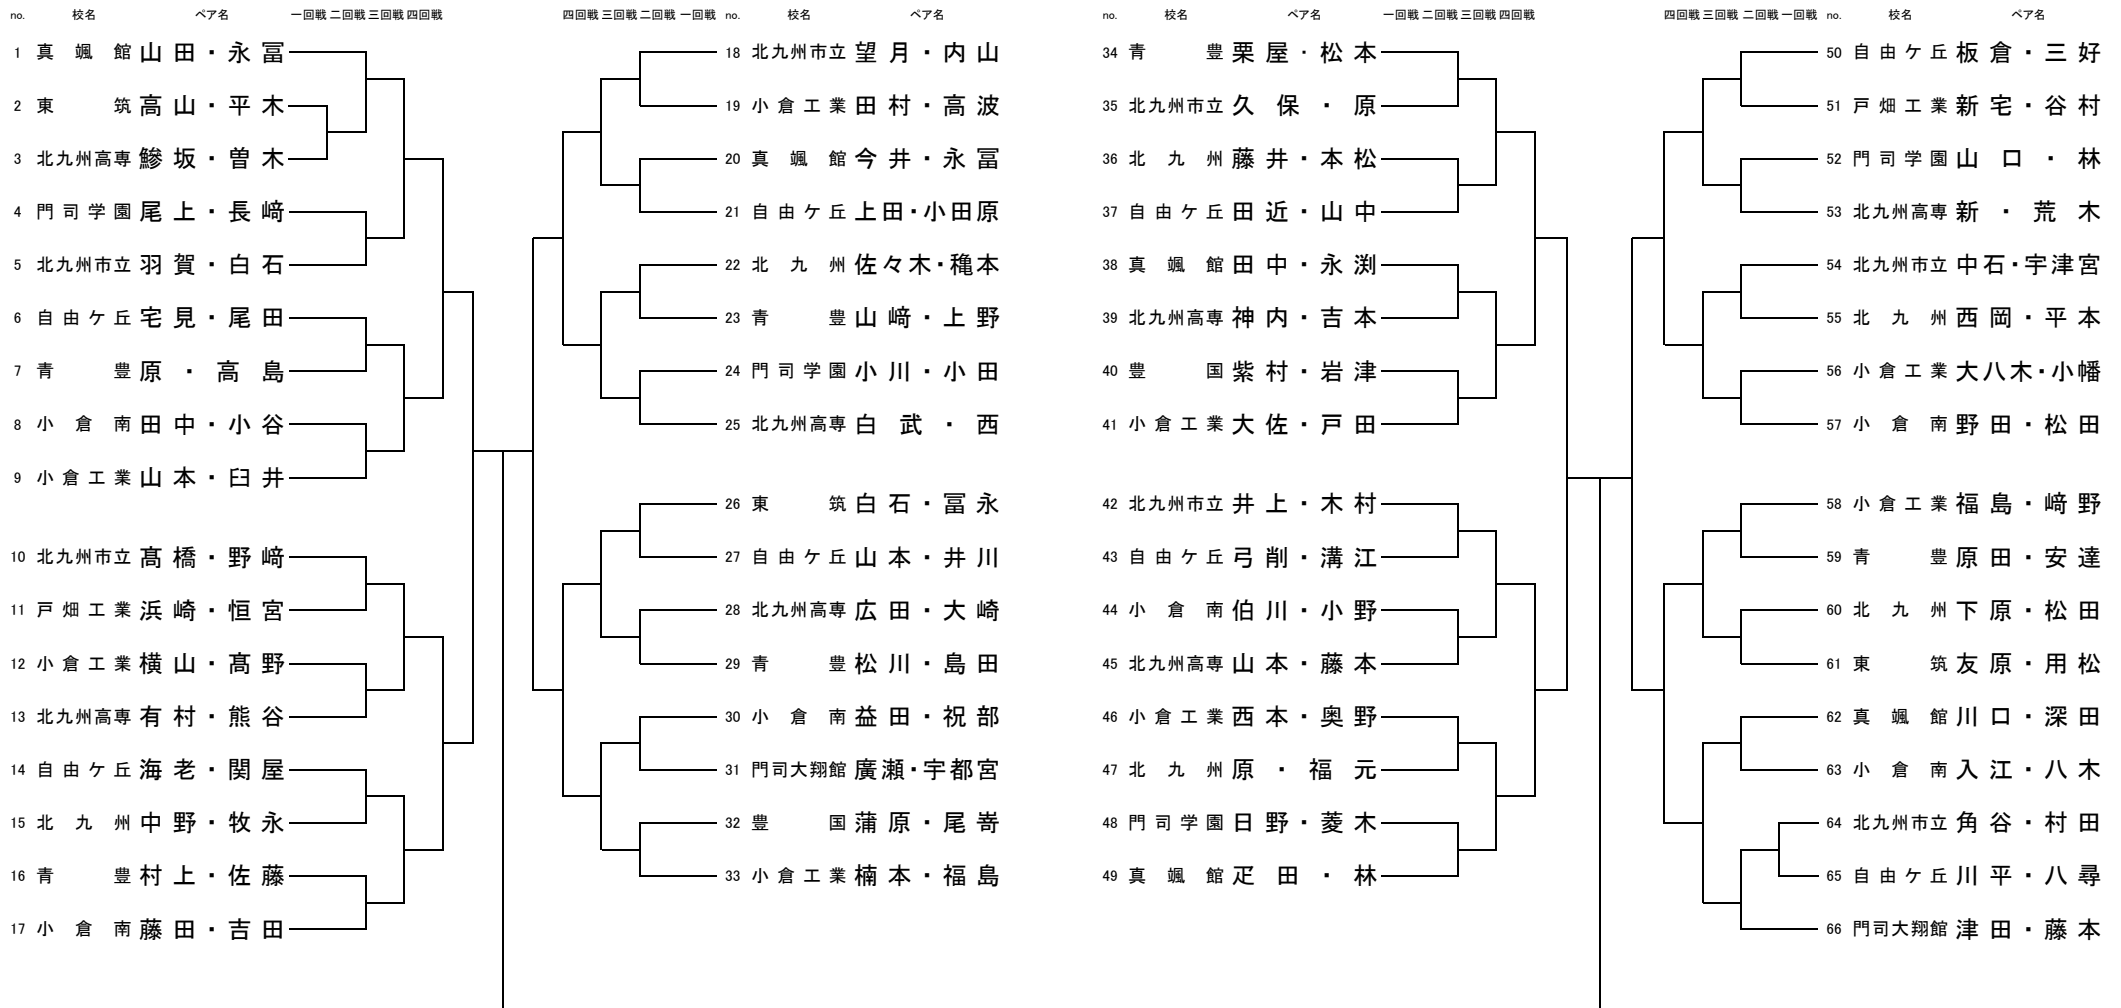 no. 校名 ペア名 一回戦 二回戦 三回戦 四回戦
1 真颯館 山田・永冨
2 東筑 高山・平木
3 北九州高専 鰺坂・曽木
4 門司学園 尾上・長﨑
5 北九州市立 羽賀・白石
6 自由ケ丘 宅見・尾田
7 青豊 原・高島
8 小倉南 田中・小谷
9 小倉工業 山本・臼井
10 北九州市立 髙橋・野﨑
11 戸畑工業 浜崎・恒宮
12 小倉工業 横山・髙野
13 北九州高専 有村・熊谷
14 自由ケ丘 海老・関屋
15 北九州 中野・牧永
16 青豊 村上・佐藤
17 小倉南 藤田・吉田
四回戦 三回戦 二回戦 一回戦 no. 校名 ペア名
18 北九州市立 望月・内山
19 小倉工業 田村・高波
20 真颯館 今井・永冨
21 自由ケ丘 上田・小田原
22 北九州 佐々木・穐本
23 青豊 山﨑・上野
24 門司学園 小川・小田
25 北九州高専 白武・西
26 東筑 白石・冨永
27 自由ケ丘 山本・井川
28 北九州高専 広田・大崎
29 青豊 松川・島田
30 小倉南 益田・祝部
31 門司大翔館 廣瀬・宇都宮
32 豊国 蒲原・尾嵜
33 小倉工業 楠本・福島
no. 校名 ペア名 一回戦 二回戦 三回戦 四回戦
34 青豊 栗屋・松本
35 北九州市立 久保・原
36 北九州 藤井・本松
37 自由ケ丘 田近・山中
38 真颯館 田中・永渕
39 北九州高専 神内・吉本
40 豊国 紫村・岩津
41 小倉工業 大佐・戸田
42 北九州市立 井上・木村
43 自由ケ丘 弓削・溝江
44 小倉南 伯川・小野
45 北九州高専 山本・藤本
46 小倉工業 西本・奥野
47 北九州 原・福元
48 門司学園 日野・菱木
49 真颯館 疋田・林
四回戦 三回戦 二回戦 一回戦 no. 校名 ペア名
50 自由ケ丘 板倉・三好
51 戸畑工業 新宅・谷村
52 門司学園 山口・林
53 北九州高専 新・荒木
54 北九州市立 中石・宇津宮
55 北九州 西岡・平本
56 小倉工業 大八木・小幡
57 小倉南 野田・松田
58 小倉工業 福島・﨑野
59 青豊 原田・安達
60 北九州 下原・松田
61 東筑 友原・用松
62 真颯館 川口・深田
63 小倉南 入江・八木
64 北九州市立 角谷・村田
65 自由ケ丘 川平・八尋
66 門司大翔館 津田・藤本